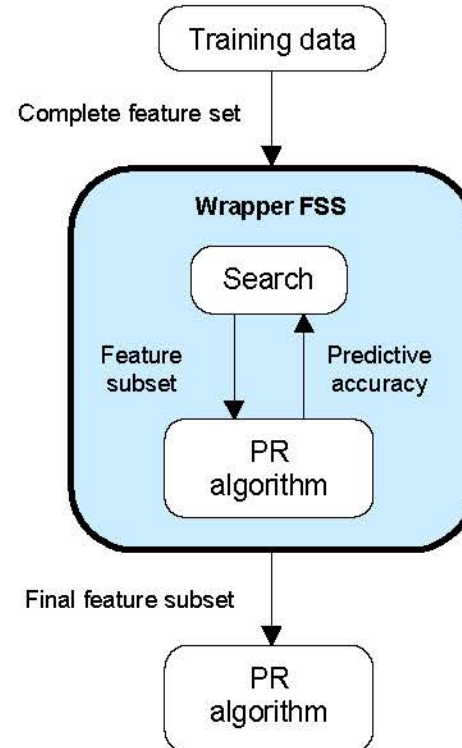 Training data
Complete feature set
Wrapper FSS
Search
Feature
subset
Predictive
accuracy
PR
algorithm
Final feature subset
PR
algorithm